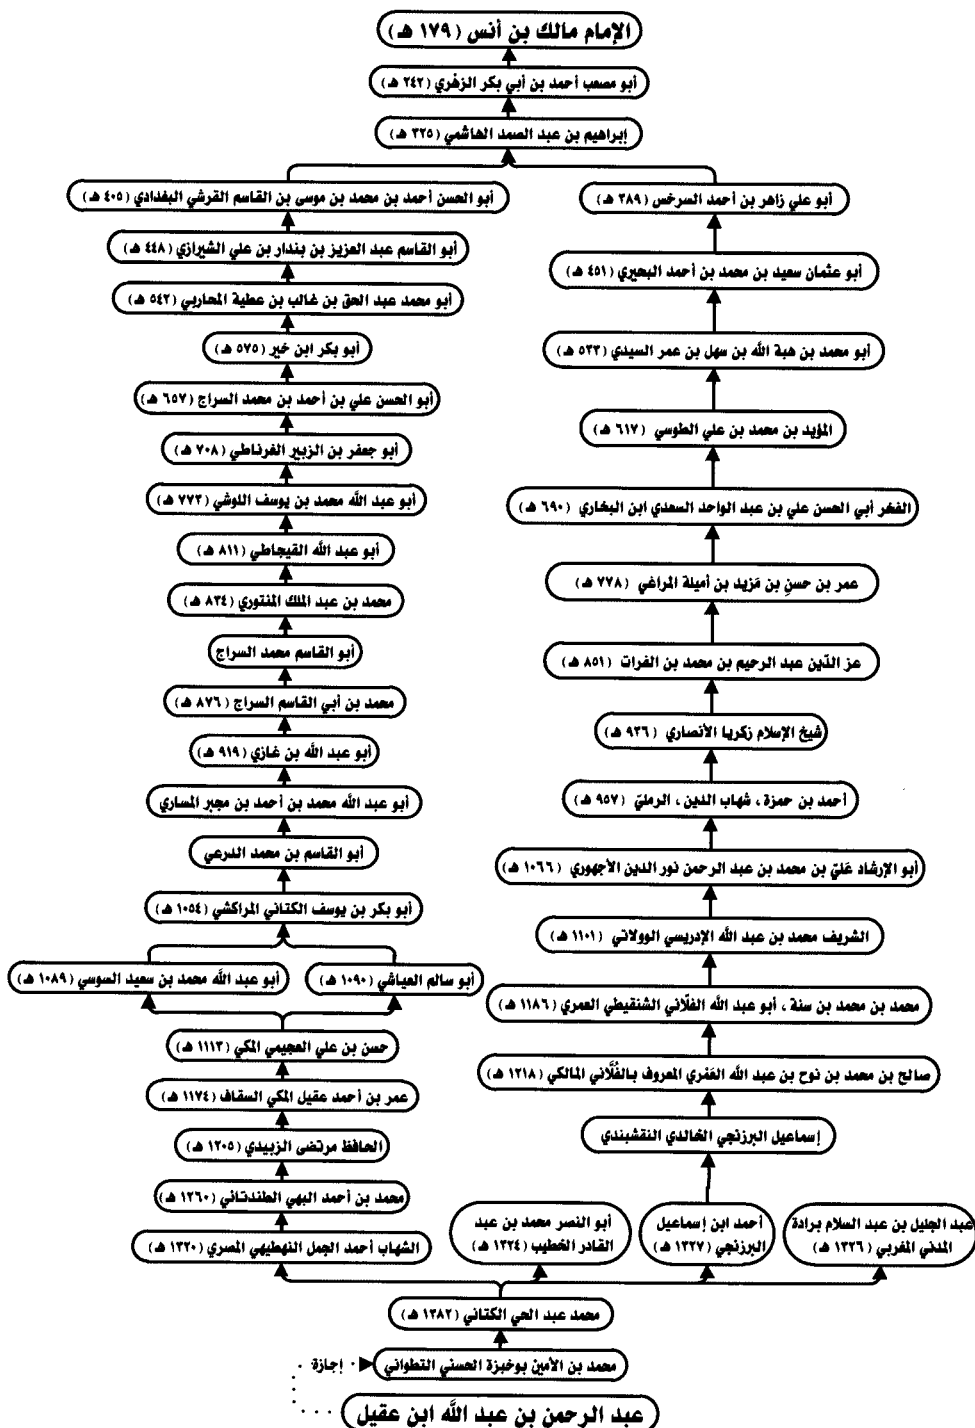 الإمام مالك بن أنس (١٧٩ هـ)
أبو مصعب أحمد بن أبي بكر الزهري (٢٤٢ هـ)
إبراهيم بن عبد الصمد الهاشمي (٣٢٥ هـ)
أبو علي زاهر بن أحمد السرخس (٣٨٩ هـ)
أبو عثمان سعيد بن محمد بن أحمد البحيري (٤٥١ هـ)
أبو محمد بن هبة الله بن سهل بن عمر السيدي (٥٣٣ هـ)
المؤيد بن محمد بن علي الطوسي (٦١٧ هـ)
الفخر أبي الحسن علي بن عبد الواحد السعدي ابن البخاري (٦٩٠ هـ)
عمر بن حسنِ بن مَزيد بن أميلة المراغي (٧٧٨ هـ)
عز الدّين عبد الرحيم بن محمد بن الفرات (٨٥١ هـ)
شيخ الإسلام زكريا الأنصاري (٩٢٦ هـ)
أحمد بن حمزة ، شهاب الدين ، الرمليّ (٩٥٧ هـ)
أبو الإرشاد عَليّ بن محمد بن عبد الرحمن نور الدين الأجهوري (١٠٦٦ هـ)
الشريف محمد بن عبد الله الإدريسي الوولاتي (١١٠١ هـ)
محمد بن محمد بن سنة ، أبو عبد الله الفلّاني الشنقيطي العمري (١١٨٦ هـ)
صالح بن محمد بن نوح بن عبد الله العَمْري المعروف بالفُلَّاني المالكي (١٢١٨ هـ)
إسماعيل البرزنجي الخالدي النقشبندي
أبو الحسن أحمد بن محمد بن موسى بن القاسم القرشي البغدادي (٤٠٥ هـ)
أبو القاسم عبد العزيز بن بندار بن علي الشيرازي (٤٤٨ هـ)
أبو محمد عبد الحق بن غالب بن عطية المحاربي (٥٤٢ هـ)
أبو بكر ابن خير (٥٧٥ هـ)
أبو الحسن علي بن أحمد بن محمد السراج (٦٥٧ هـ)
أبو جعفر بن الزبير الغرناطي (٧٠٨ هـ)
أبو عبد الله محمد بن يوسف اللوشي (٧٧٣ هـ)
أبو عبد الله القيجاطي (٨١١ هـ)
محمد بن عبد الملك المنتوري (٨٣٤ هـ)
أبو القاسم محمد السراج
محمد بن أبي القاسم السراج (٨٧٦ هـ)
أبو عبد الله بن غازي (٩١٩ هـ)
أبو عبد الله محمد بن أحمد بن مجبر المساري
أبو القاسم بن محمد الدرعي
أبو بكر بن يوسف الكتاني المراكشي (١٠٥٤ هـ)
أبو سالم العياشي (١٠٩٠ هـ)
أبو عبد الله محمد بن سعيد السوسي (١٠٨٩ هـ)
حسن بن علي العجيمي المكي (١١١٣ هـ)
عمر بن أحمد عقيل المكي السقاف (١١٧٤ هـ)
الحافظ مرتضى الزبيدي (١٢٠٥ هـ)
محمد بن أحمد البهي الطندتائي (١٢٦٠ هـ)
عبد الجليل بن عبد السلام برادة
المدني المغربي (١٣٢٦ هـ)
أحمد ابن إسماعيل
البرزنجي (١٣٢٧ هـ)
أبو النصر محمد بن عبد
القادر الخطيب (١٣٢٤ هـ)
الشهاب أحمد الجمل النهطيهي المصري (١٣٢٠ هـ)
محمد عبد الحي الكتاني (١٣٨٢ هـ)
محمد بن الأمين بوخبزة الحسني التطواني
إجازة
عبد الرحمن بن عبد الله ابن عقيل